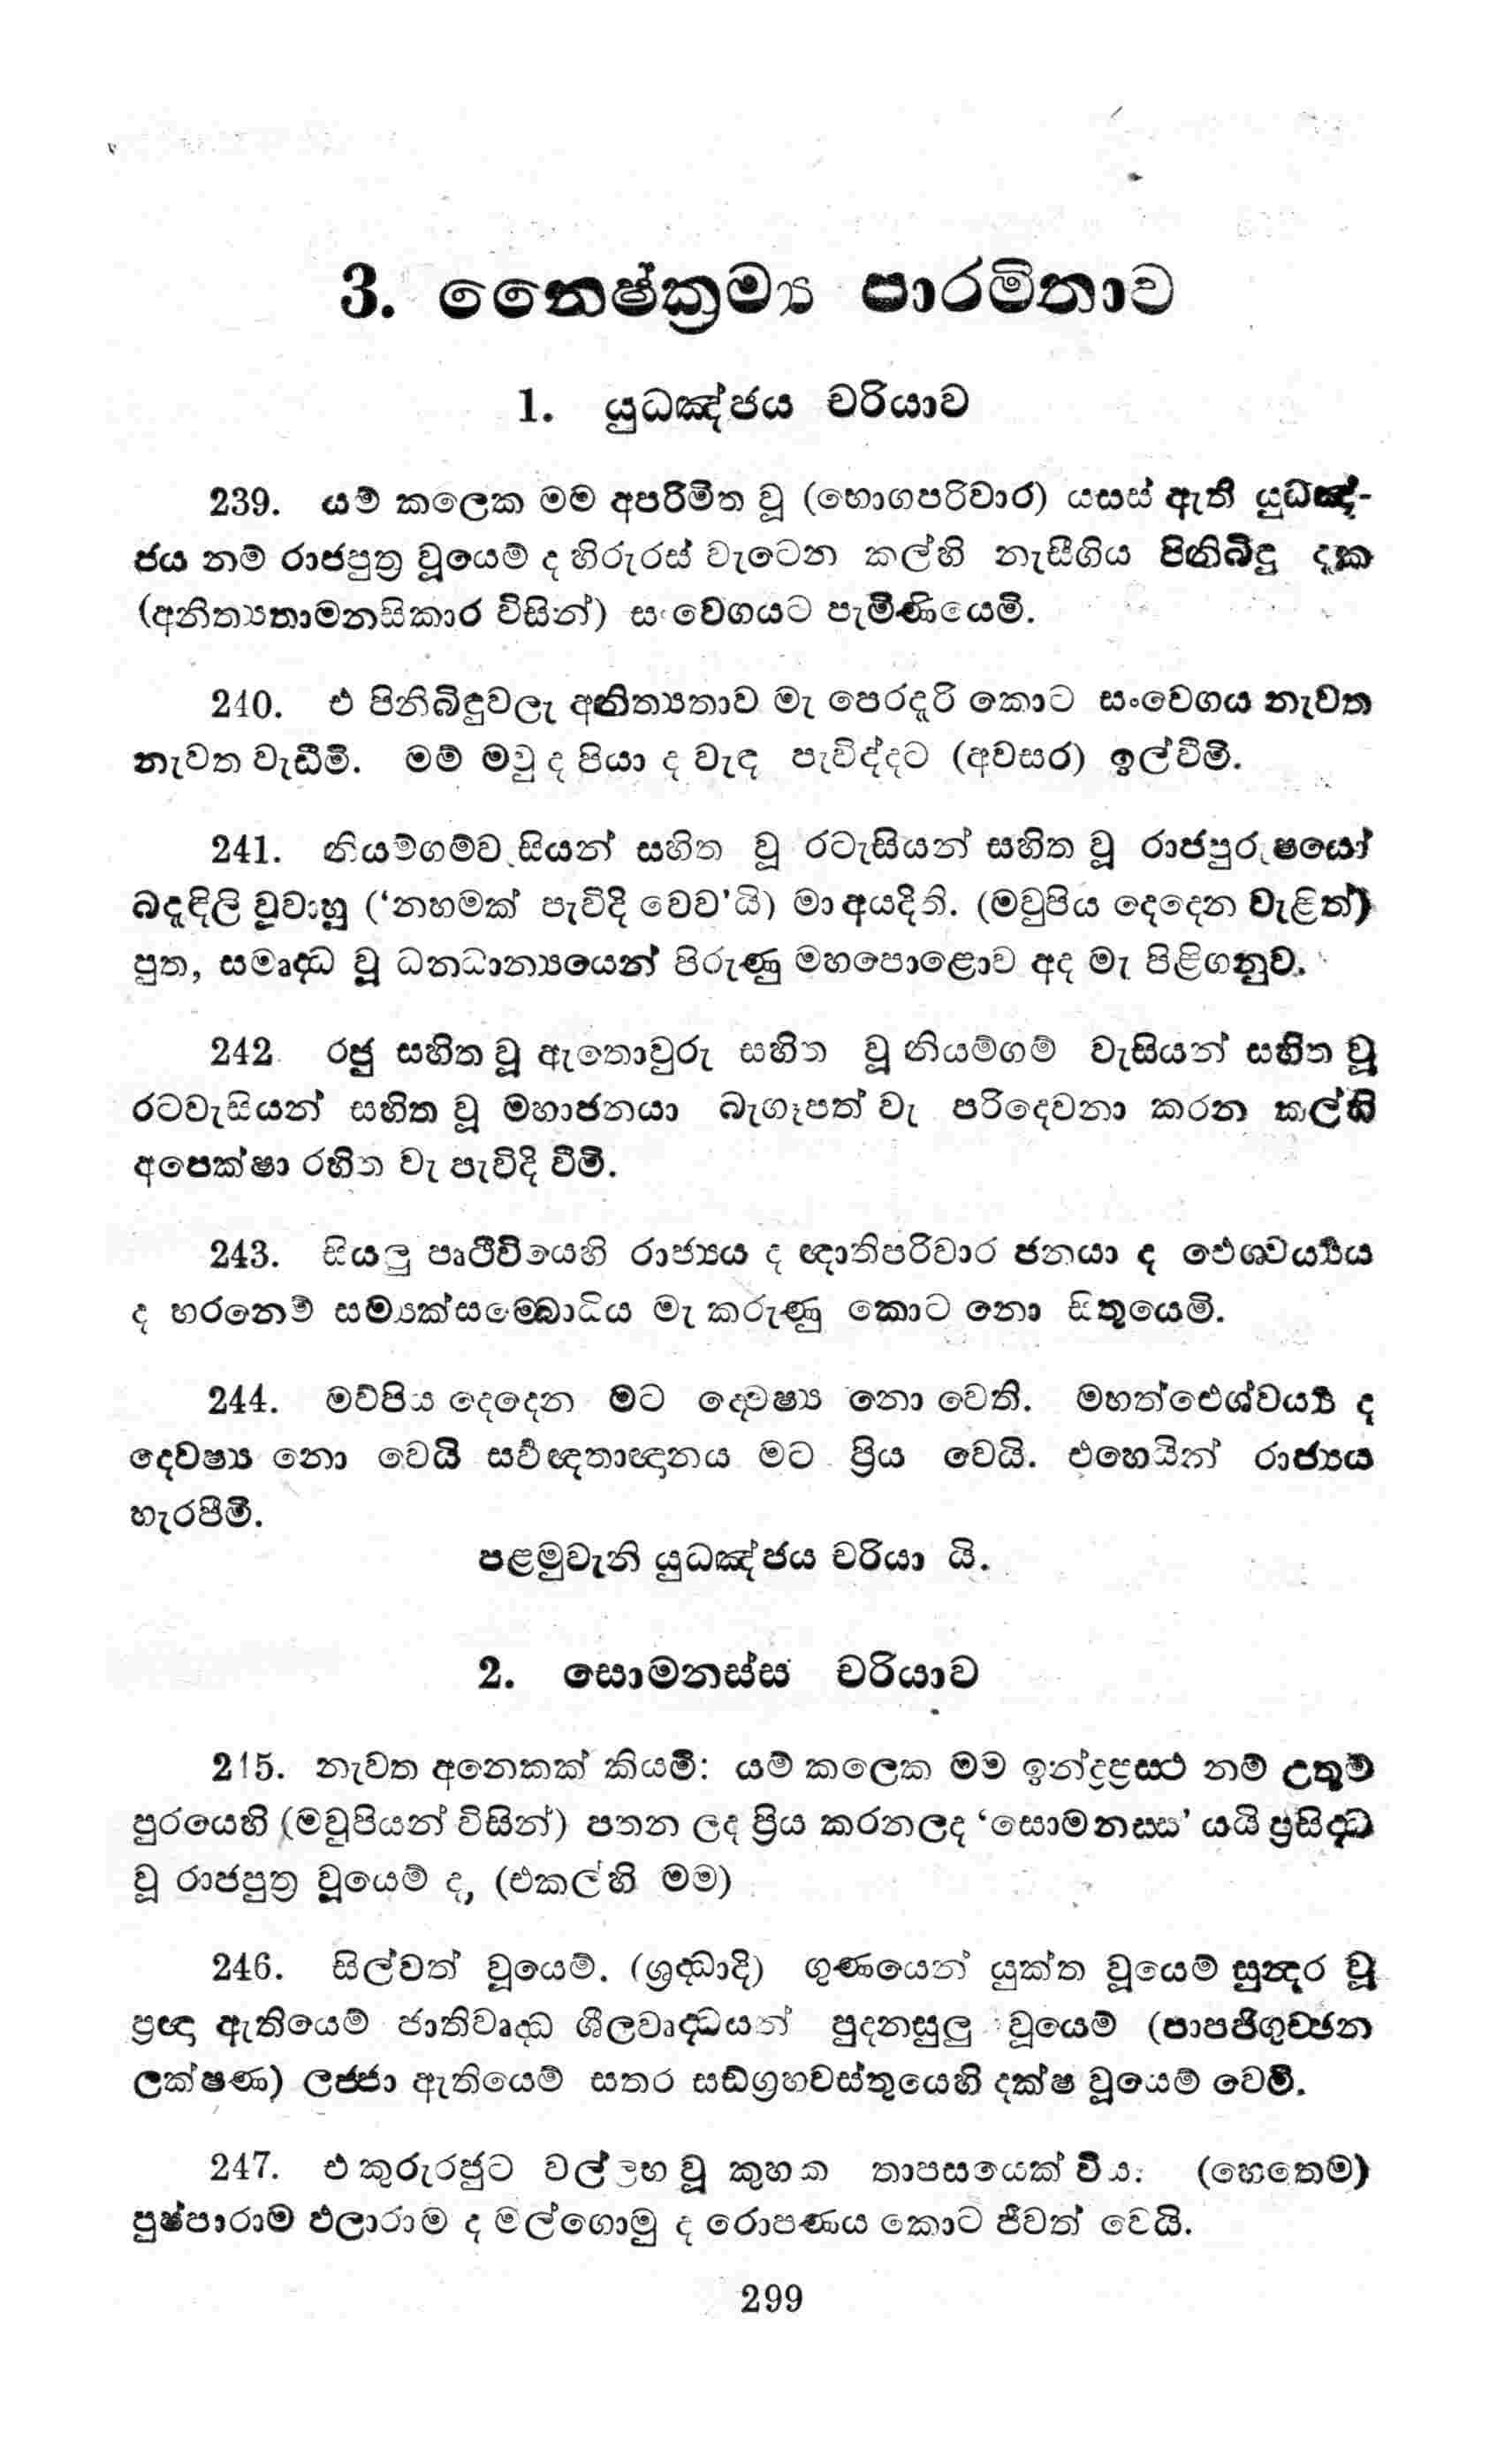 3. නෛෂ්ක්‍රම්‍ය පාරමිතාව
1. යුධඤ්ජය චරියාව
239. යම් කලෙක මම අපරිමිත වූ (භොගපරිවාර) යසස් ඇති යුධඤ්-
ජය නම් රාජපුත්‍ර වූයෙම් ද හිරුරස් වැටෙන කල්හි නැසීගිය පිනිබිඳු දැක
(අනිත්‍යතාමනසිකාර විසින්) සංවෙගයට පැමිණියෙමි.
240. එ පිනිබිඳුවලැ අනිත්‍යතාව මැ පෙරදැරි කොට සංවෙගය නැවත
නැවත වැඩීමි. මම් මවු ද පියා ද වැඳ පැවිද්දට (අවසර) ඉල්වීමි.
241. නියම්ගම්ව සියන් සහිත වූ රටැසියන් සහිත වූ රාජපුරුෂයෝ
බදැඳිලි වූවාහු (‘නහමක් පැවිදි වෙව’යි) මා අයදිති. (මවුපිය දෙදෙන වැළිත්)
පුත, සමෘද්ධ වූ ධනධාන්‍යයෙන් පිරුණු මහපොළොව අද මැ පිළිගනුව.
242. රජු සහිත වූ ඇතොවුරු සහිත වූ නියම්ගම් වැසියන් සහිත වූ
රටවැසියන් සහිත වූ මහාජනයා බැගෑපත් වැ පරිදෙවනා කරන කල්හි
අපෙක්ෂා රහිත වැ පැවිදි වීමි.
243. සියලු පෘථිවියෙහි රාජ්‍යය ද ඥාතිපරිවාර ජනයා ද ඓශ්වර්‍ය්‍යය
ද හරනෙම් සම්‍යක්සම්බොධිය මැ කරුණු කොට නො සිතුයෙමි.
244. මව්පිය දෙදෙන මට ද්වෙෂ්‍ය නො වෙති. මහත්ඓශ්වර්‍ය්‍ය ද
ද්වෙෂ්‍ය නො වෙයි සර්‍වඥතාඥානය මට ප්‍රිය වෙයි. එහෙයින් රාජ්‍යය
හැරපීමි.
පළමුවැනි යුධඤ්ජය චරියා යි.
2. සොමනස්ස චරියාව
245. නැවත අනෙකක් කියමි: යම් කලෙක මම ඉන්ද්‍රප්‍රස්ථ නම් උතුම්
පුරයෙහි (මවුපියන් විසින්) පතන ලද ප්‍රිය කරනලද ‘සොමනස්ස’ යයි ප්‍රසිද්ධ
වූ රාජපුත්‍ර වූයෙම් ද, (එකල්හි මම)
246. සිල්වත් වූයෙම්. (ශ්‍රද්ධාදි) ගුණයෙන් යුක්ත වූයෙම් සුන්දර වූ
ප්‍රඥා ඇතියෙම් ජාතිවෘද්ධ ශීලවෘද්ධයන් පුදනසුලු වූයෙම් (පාපජිගුච්ඡන
ලක්ෂණ) ලජ්ජා ඇතියෙම් සතර සඞ්ග්‍රහවස්තුයෙහි දක්ෂ වූයෙම් වෙමි.
247. එ කුරුරජුට වල්ලභ වූ කුහක තාපසයෙක් විය. (හෙතෙම)
පුෂ්පාරාම ඵලාරාම ද මල්ගොමු ද රොපණය කොට ජීවත් වෙයි.
299